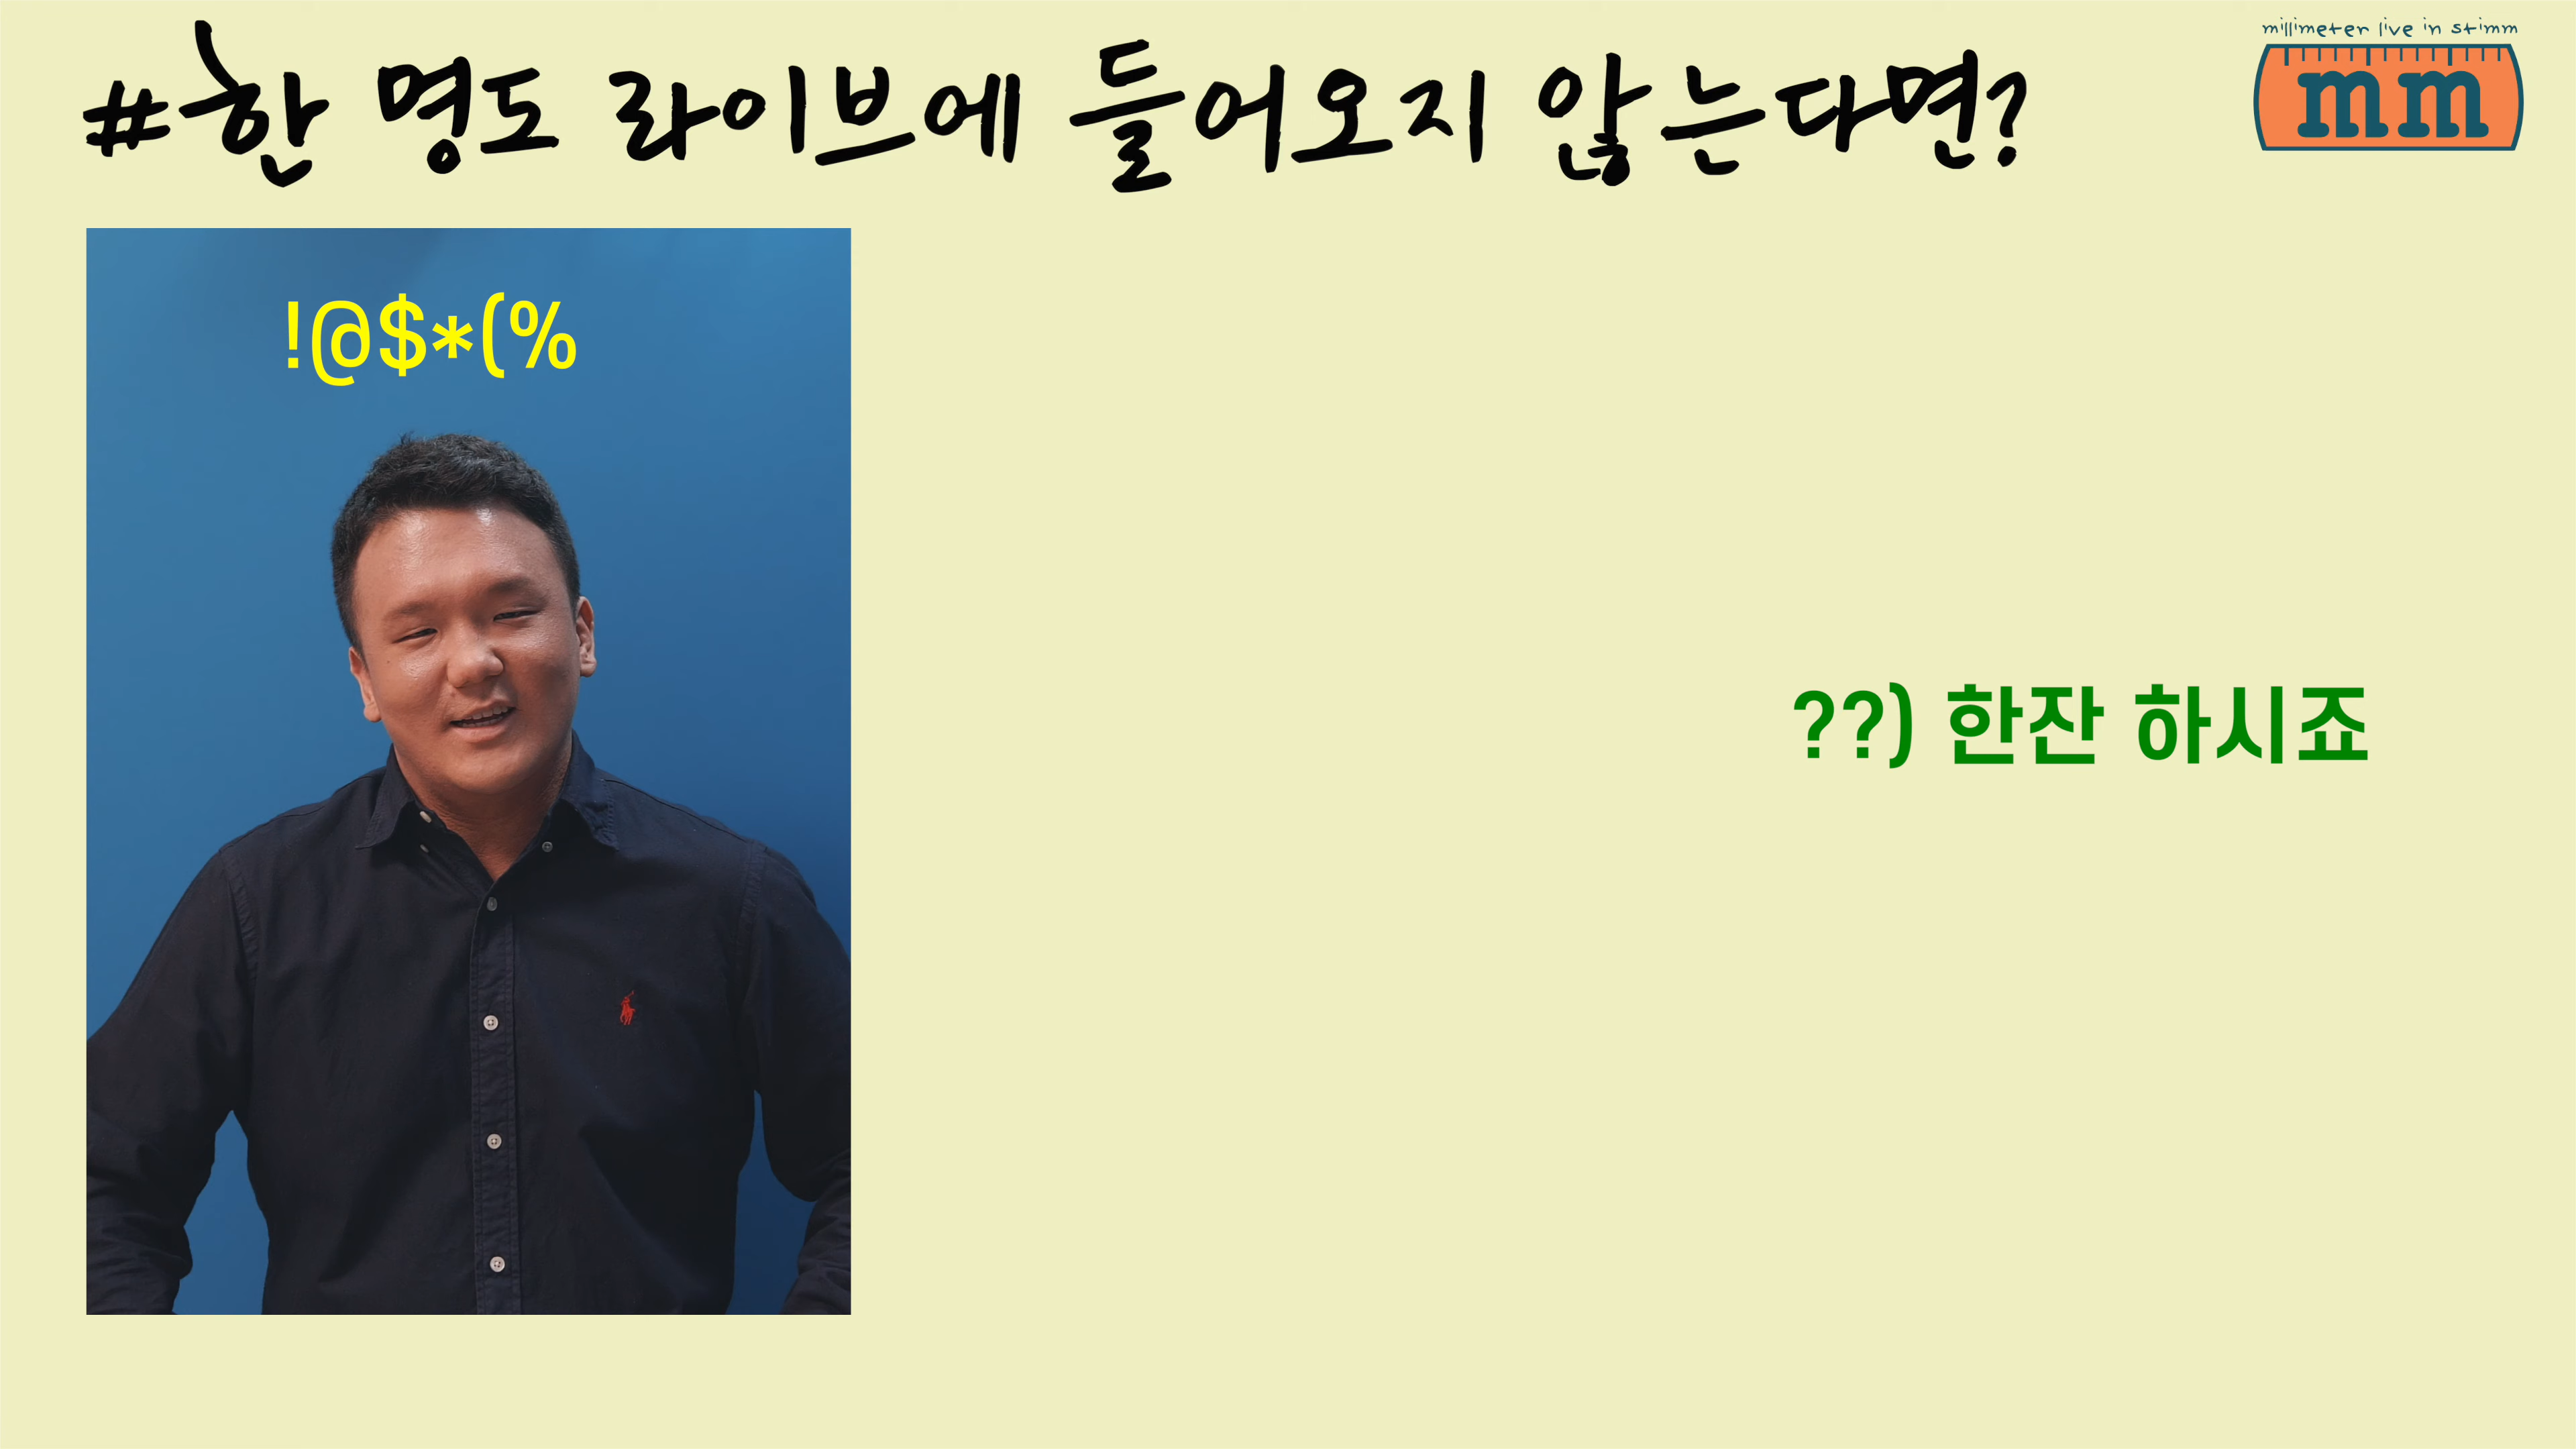 #한 명도 라이브에 들어오지 않는다면?
millimeter live in stimm
mm
!@$*(%
??) 한잔 하시죠